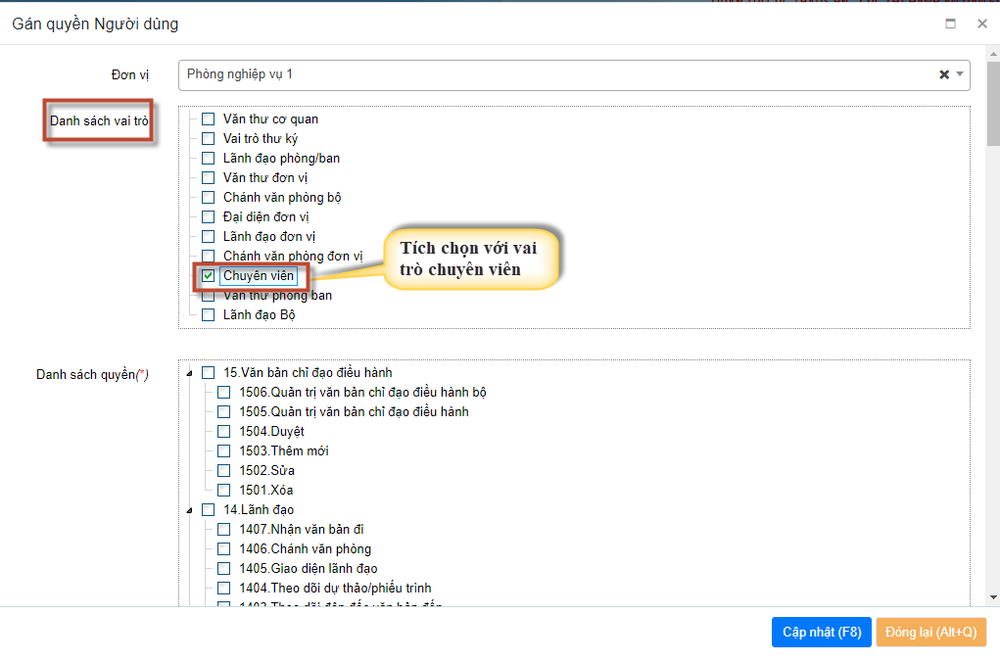 Gán quyền Người dùng
Đơn vị
Phòng nghiệp vụ 1
Danh sách vai trò
Văn thư cơ quan
Vai trò thư ký
Lãnh đạo phòng/ban
Văn thư đơn vị
Chánh văn phòng bộ
Đại diện đơn vị
Lãnh đạo đơn vị
Chánh văn phòng đơn vị
Chuyên viên
Văn thư phòng ban
Lãnh đạo Bộ
Tích chọn với vai
trò chuyên viên
Danh sách quyền(*)
15.Văn bản chỉ đạo điều hành
1506.Quản trị văn bản chỉ đạo điều hành bộ
1505.Quản trị văn bản chỉ đạo điều hành
1504.Duyệt
1503.Thêm mới
1502.Sửa
1501.Xóa
14.Lãnh đạo
1407.Nhận văn bản đi
1406.Chánh văn phòng
1405.Giao diện lãnh đạo
1404.Theo dõi dự thảo/phiếu trình
Cập nhật (F8)
Đóng lại (Alt+Q)